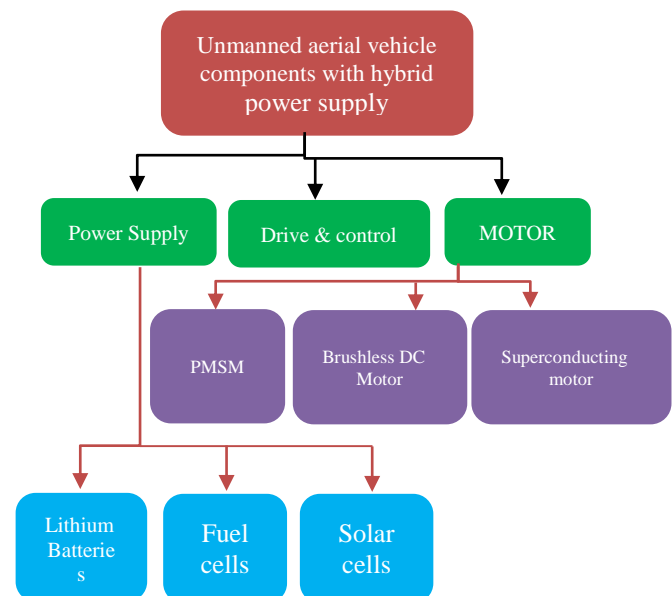 Unmanned aerial vehicle
components with hybrid
power supply
Power Supply
Drive & control
MOTOR
PMSM
Brushless DC
Motor
Superconducting
motor
Lithium
Batterie
s
Fuel
cells
Solar
cells